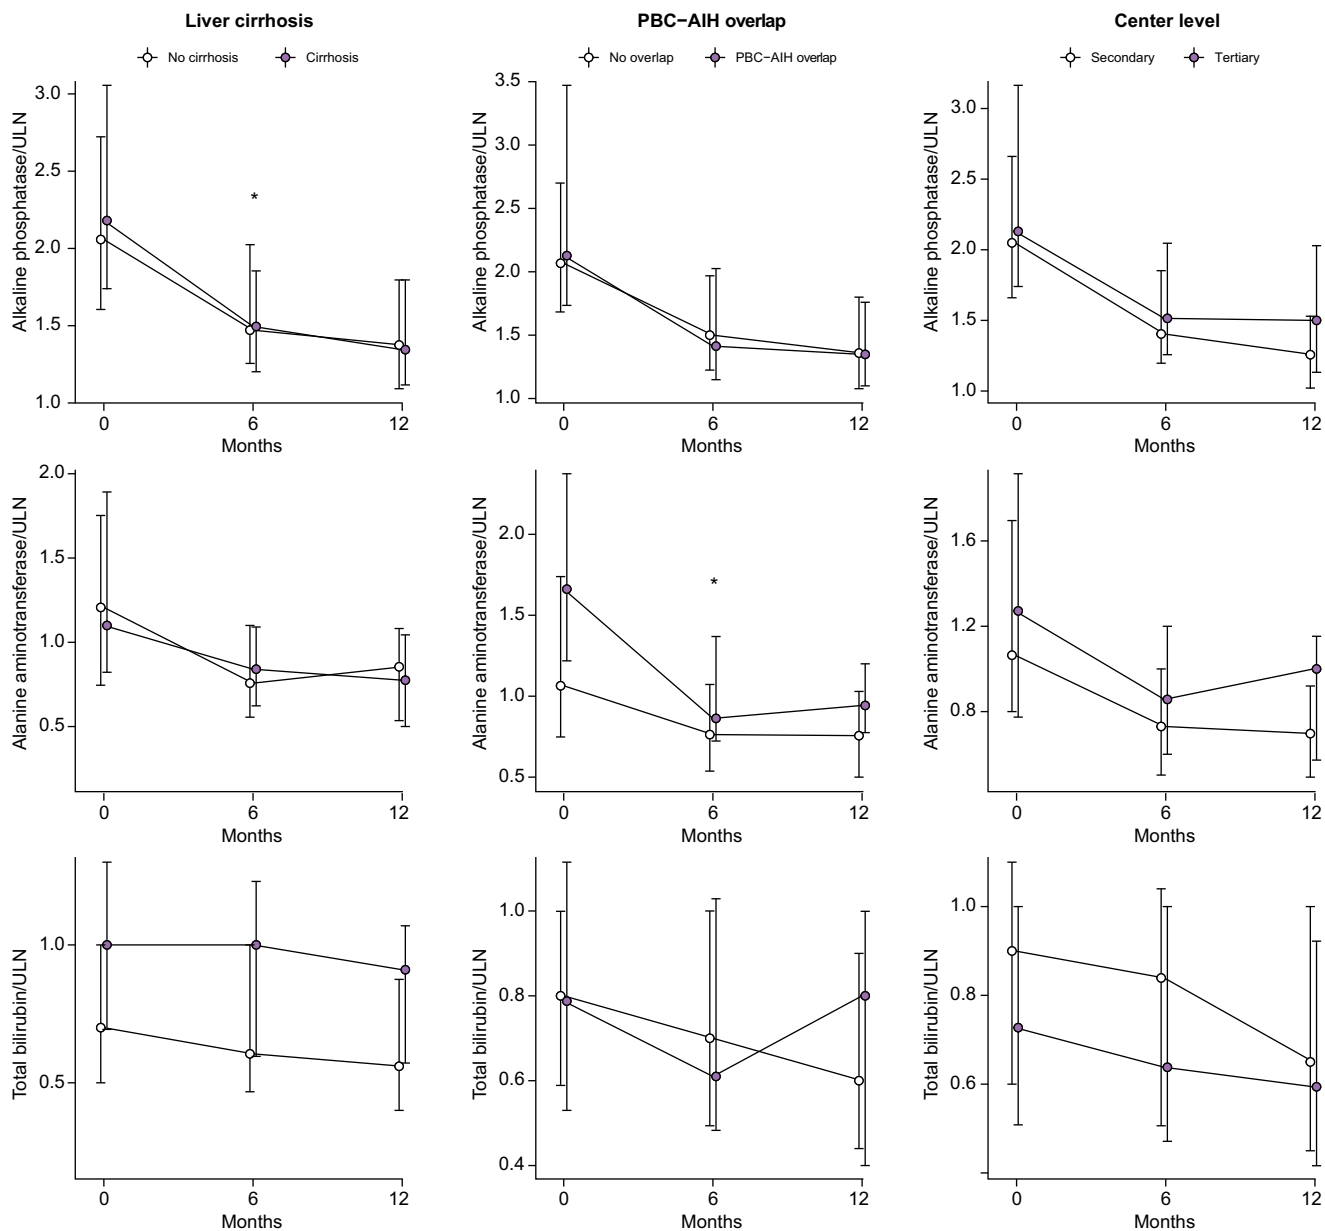 Liver cirrhosis
No cirrhosis Cirrhosis
Alkaline phosphatase/ULN
3.0
2.5
2.0
1.5
1.0
*
0 6 12
Months
PBC−AIH overlap
No overlap PBC−AIH overlap
Alkaline phosphatase/ULN
3.5
3.0
2.5
2.0
1.5
1.0
0 6 12
Months
Center level
Secondary Tertiary
Alkaline phosphatase/ULN
3.0
2.5
2.0
1.5
1.0
0 6 12
Months
Alanine aminotransferase/ULN
2.0
1.5
1.0
0.5
0 6 12
Months
Alanine aminotransferase/ULN
2.0
1.5
1.0
0.5
*
0 6 12
Months
Alanine aminotransferase/ULN
1.6
1.2
0.8
0 6 12
Months
Total bilirubin/ULN
1.0
0.5
0 6 12
Months
Total bilirubin/ULN
1.0
0.8
0.6
0.4
0 6 12
Months
Total bilirubin/ULN
1.0
0.8
0.6
0 6 12
Months